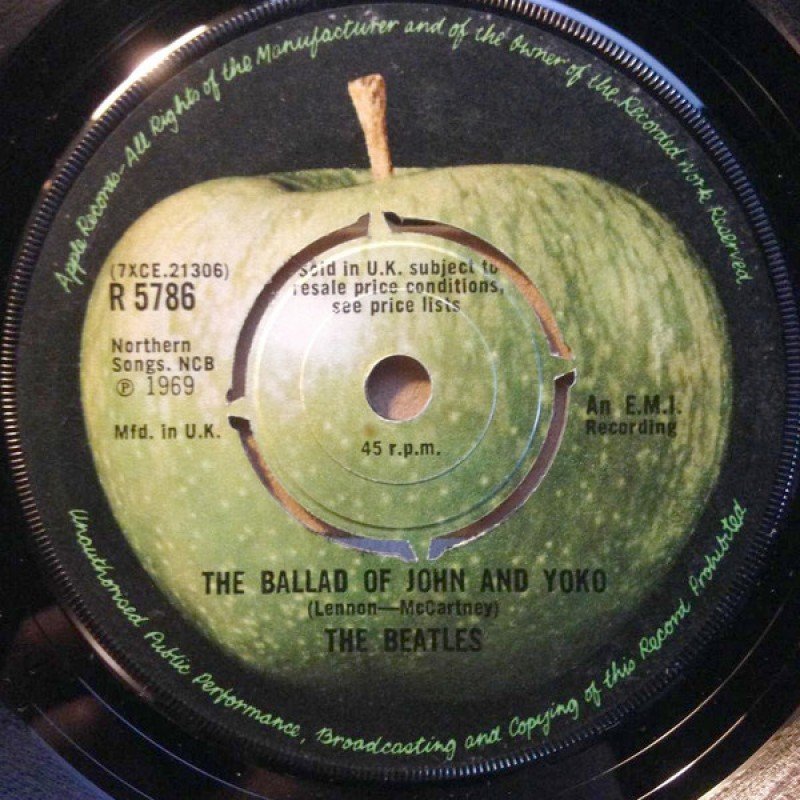 Apple Records—All Rights of the Manufacturer and of the Owner of the Recorded Work Reserved
(7XCE.21306)
R 5786
Sold in U.K. subject to
resale price conditions,
see price lists
Northern
Songs. NCB
℗ 1969
Mfd. in U.K.
An E.M.I.
Recording
45 r.p.m.
THE BALLAD OF JOHN AND YOKO
(Lennon—McCartney)
THE BEATLES
Unauthorised Public Performance, Broadcasting and Copying of this Record Prohibited